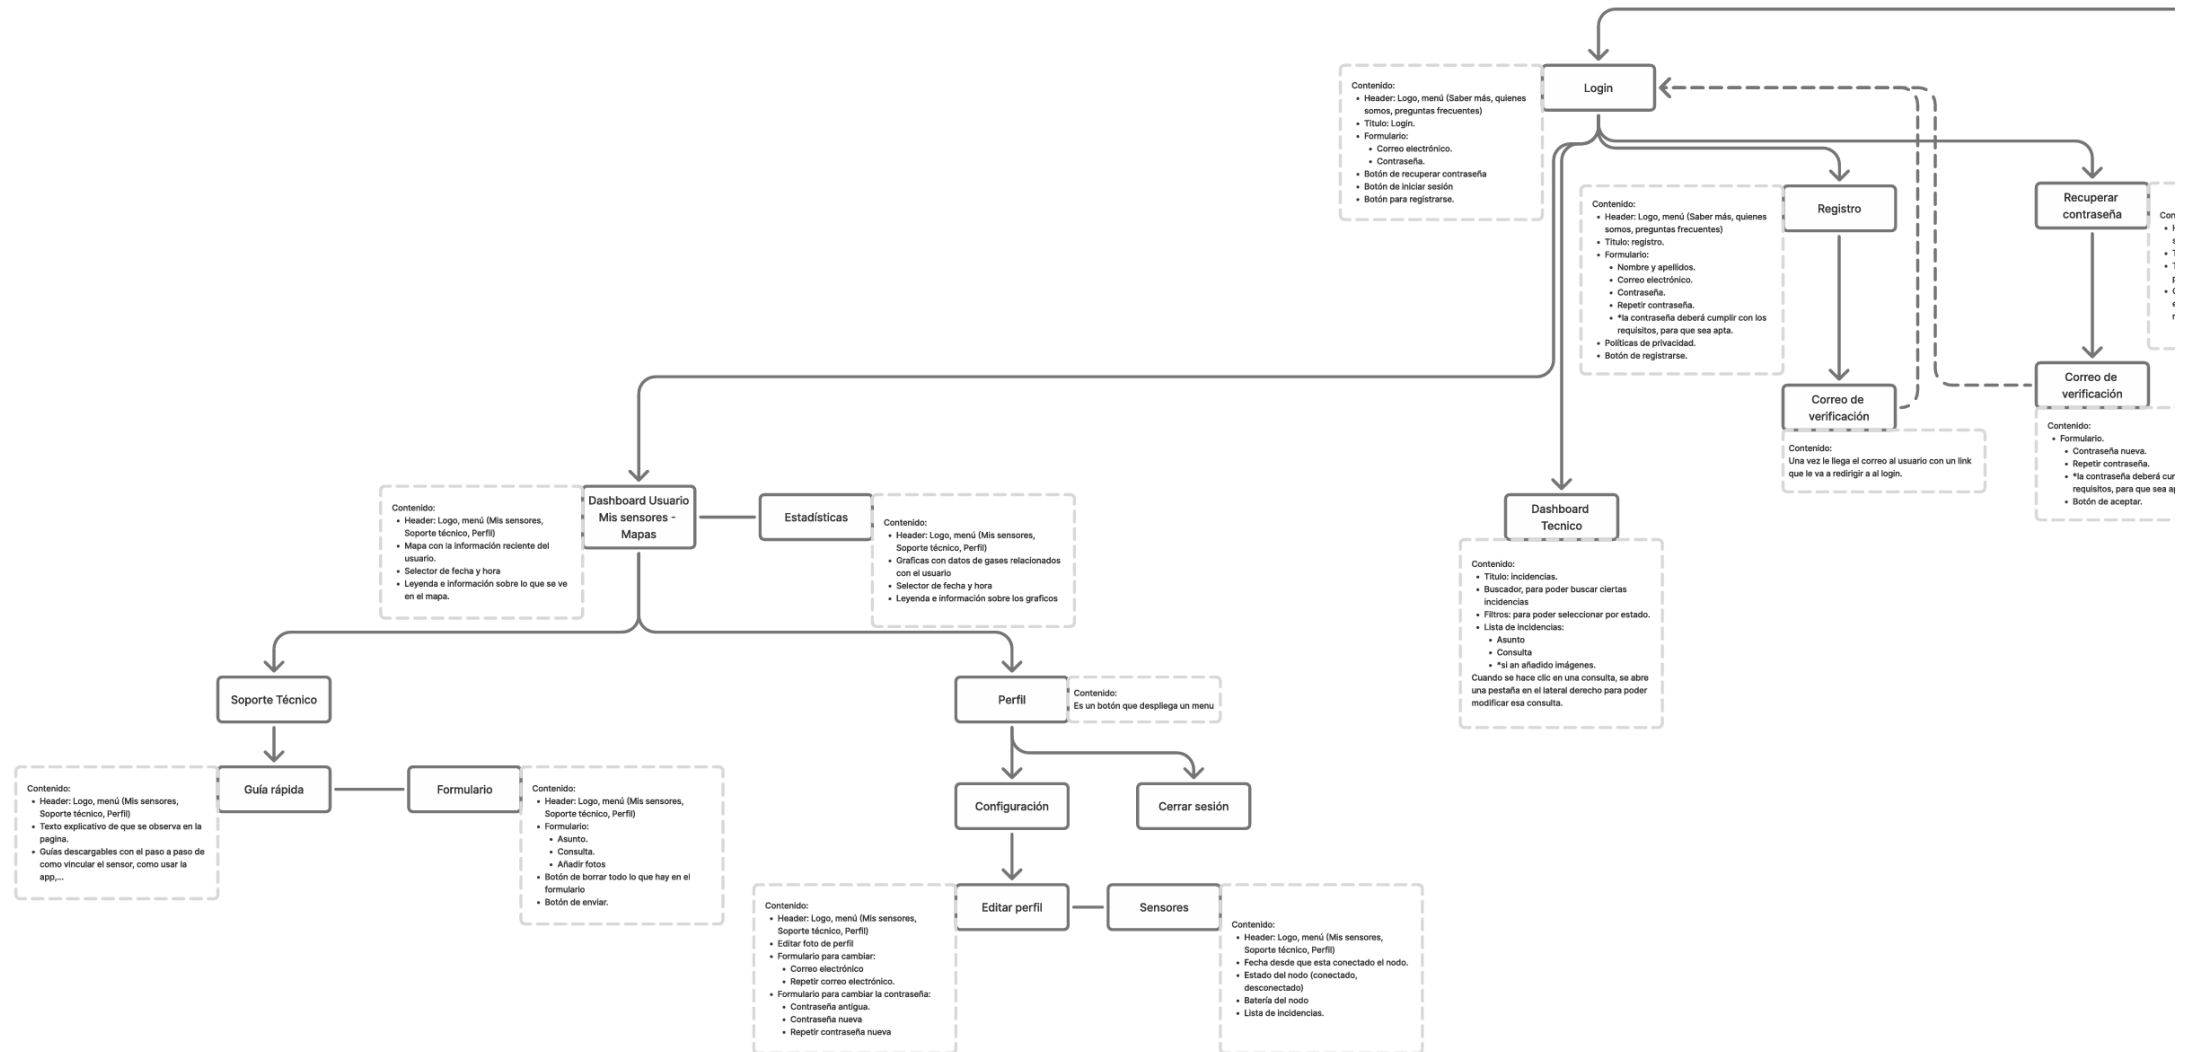 Login
Contenido:
• Header: Logo, menú (Saber más, quienes
somos, preguntas frecuentes)
• Titulo: Login.
• Formulario:
• Correo electrónico.
• Contraseña.
• Botón de recuperar contraseña
• Botón de iniciar sesión
• Botón para registrarse.
Registro
Contenido:
• Header: Logo, menú (Saber más, quienes
somos, preguntas frecuentes)
• Titulo: registro.
• Formulario:
• Nombre y apellidos.
• Correo electrónico.
• Contraseña.
• Repetir contraseña.
• *la contraseña deberá cumplir con los
requisitos, para que sea apta.
• Políticas de privacidad.
• Botón de registrarse.
Recuperar
contraseña
Correo de
verificación
Contenido:
Una vez le llega el correo al usuario con un link
que le va a redirigir a al login.
Correo de
verificación
Contenido:
• Formulario.
• Contraseña nueva.
• Repetir contraseña.
• *la contraseña deberá
requisitos, para que sea
• Botón de aceptar.
Dashboard Usuario
Mis sensores -
Mapas
Contenido:
• Header: Logo, menú (Mis sensores,
Soporte técnico, Perfil)
• Mapa con la información reciente del
usuario.
• Selector de fecha y hora
• Leyenda e información sobre lo que se ve
en el mapa.
Estadísticas
Contenido:
• Header: Logo, menú (Mis sensores,
Soporte técnico, Perfil)
• Graficas con datos de gases relacionados
con el usuario
• Selector de fecha y hora
• Leyenda e información sobre los graficos
Dashboard
Tecnico
Contenido:
• Titulo: incidencias.
• Buscador, para poder buscar ciertas
incidencias
• Filtros: para poder seleccionar por estado.
• Lista de incidencias:
• Asunto
• Consulta
• *si an añadido imágenes.
Cuando se hace clic en una consulta, se abre
una pestaña en el lateral derecho para poder
modificar esa consulta.
Soporte Técnico
Perfil
Contenido:
Es un botón que despliega un menu
Guía rápida
Contenido:
• Header: Logo, menú (Mis sensores,
Soporte técnico, Perfil)
• Texto explicativo de que se observa en la
pagina.
• Guías descargables con el paso a paso de
como vincular el sensor, como usar la
app,...
Formulario
Contenido:
• Header: Logo, menú (Mis sensores,
Soporte técnico, Perfil)
• Formulario:
• Asunto.
• Consulta.
• Añadir fotos
• Botón de borrar todo lo que hay en el
formulario
• Botón de enviar.
Configuración
Cerrar sesión
Editar perfil
Contenido:
• Header: Logo, menú (Mis sensores,
Soporte técnico, Perfil)
• Editar foto de perfil
• Formulario para cambiar:
• Correo electrónico
• Repetir correo electrónico.
• Formulario para cambiar la contraseña:
• Contraseña antigua.
• Contraseña nueva
• Repetir contraseña nueva
Sensores
Contenido:
• Header: Logo, menú (Mis sensores,
Soporte técnico, Perfil)
• Fecha desde que esta conectado el nodo.
• Estado del nodo (conectado,
desconectado)
• Batería del nodo
• Lista de incidencias.